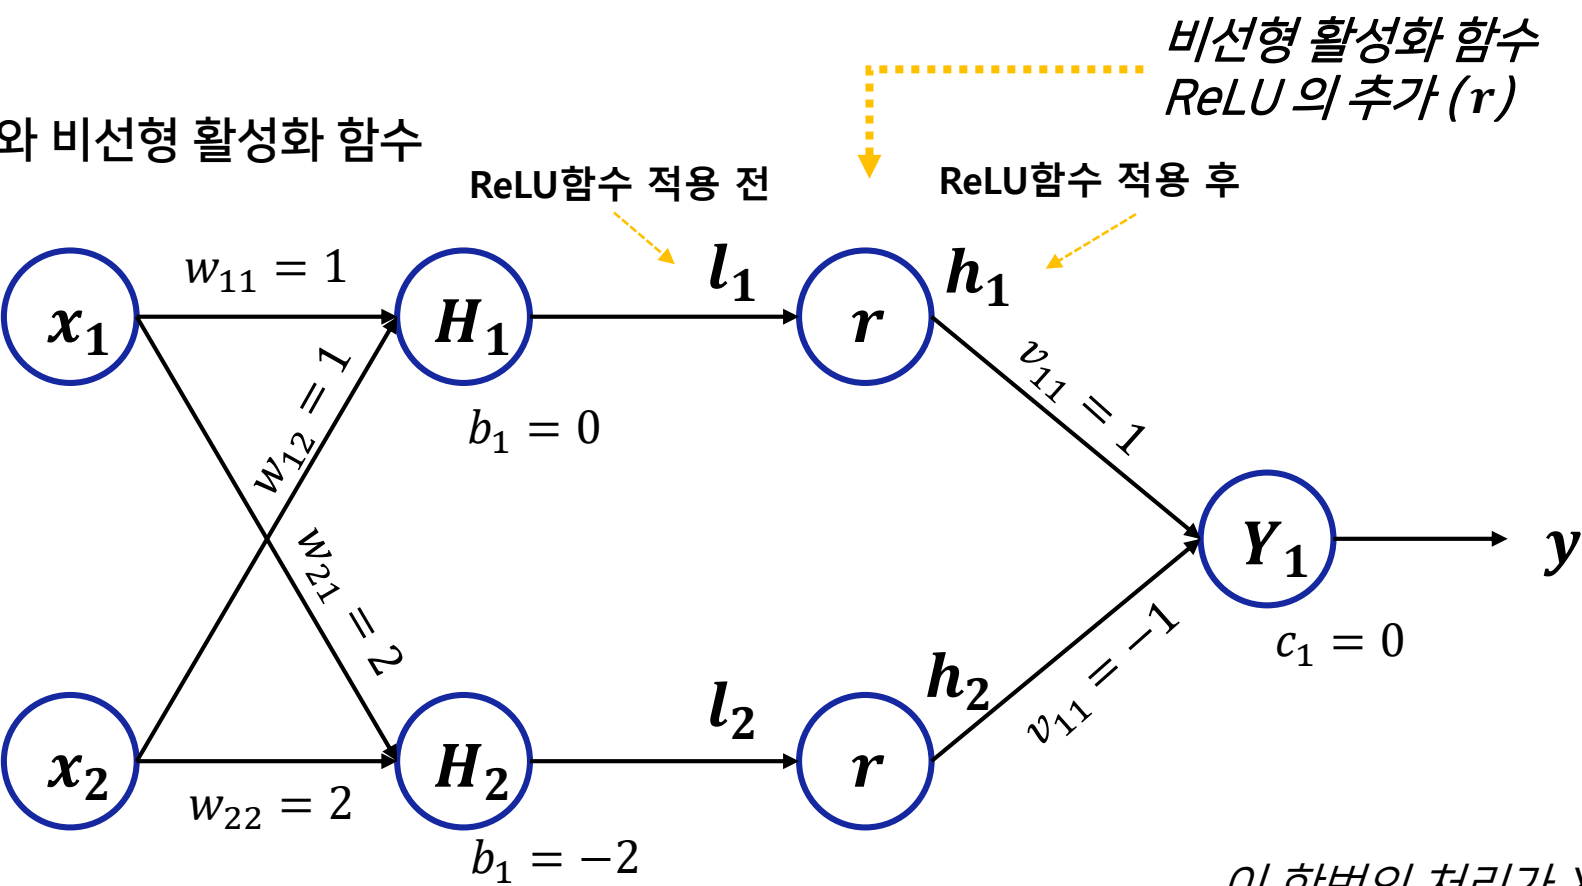 비선형 활성화 함수
ReLU 의 추가 (r)
와 비선형 활성화 함수
ReLU함수 적용 전
ReLU함수 적용 후
w₁₁ = 1
l₁
h₁
x₁
H₁
r
w₁₂ = 1
v₁₁ = 1
b₁ = 0
w₂₁ = 2
Y₁
y
c₁ = 0
l₂
h₂
v₁₁ = −1
x₂
H₂
r
w₂₂ = 2
b₁ = −2